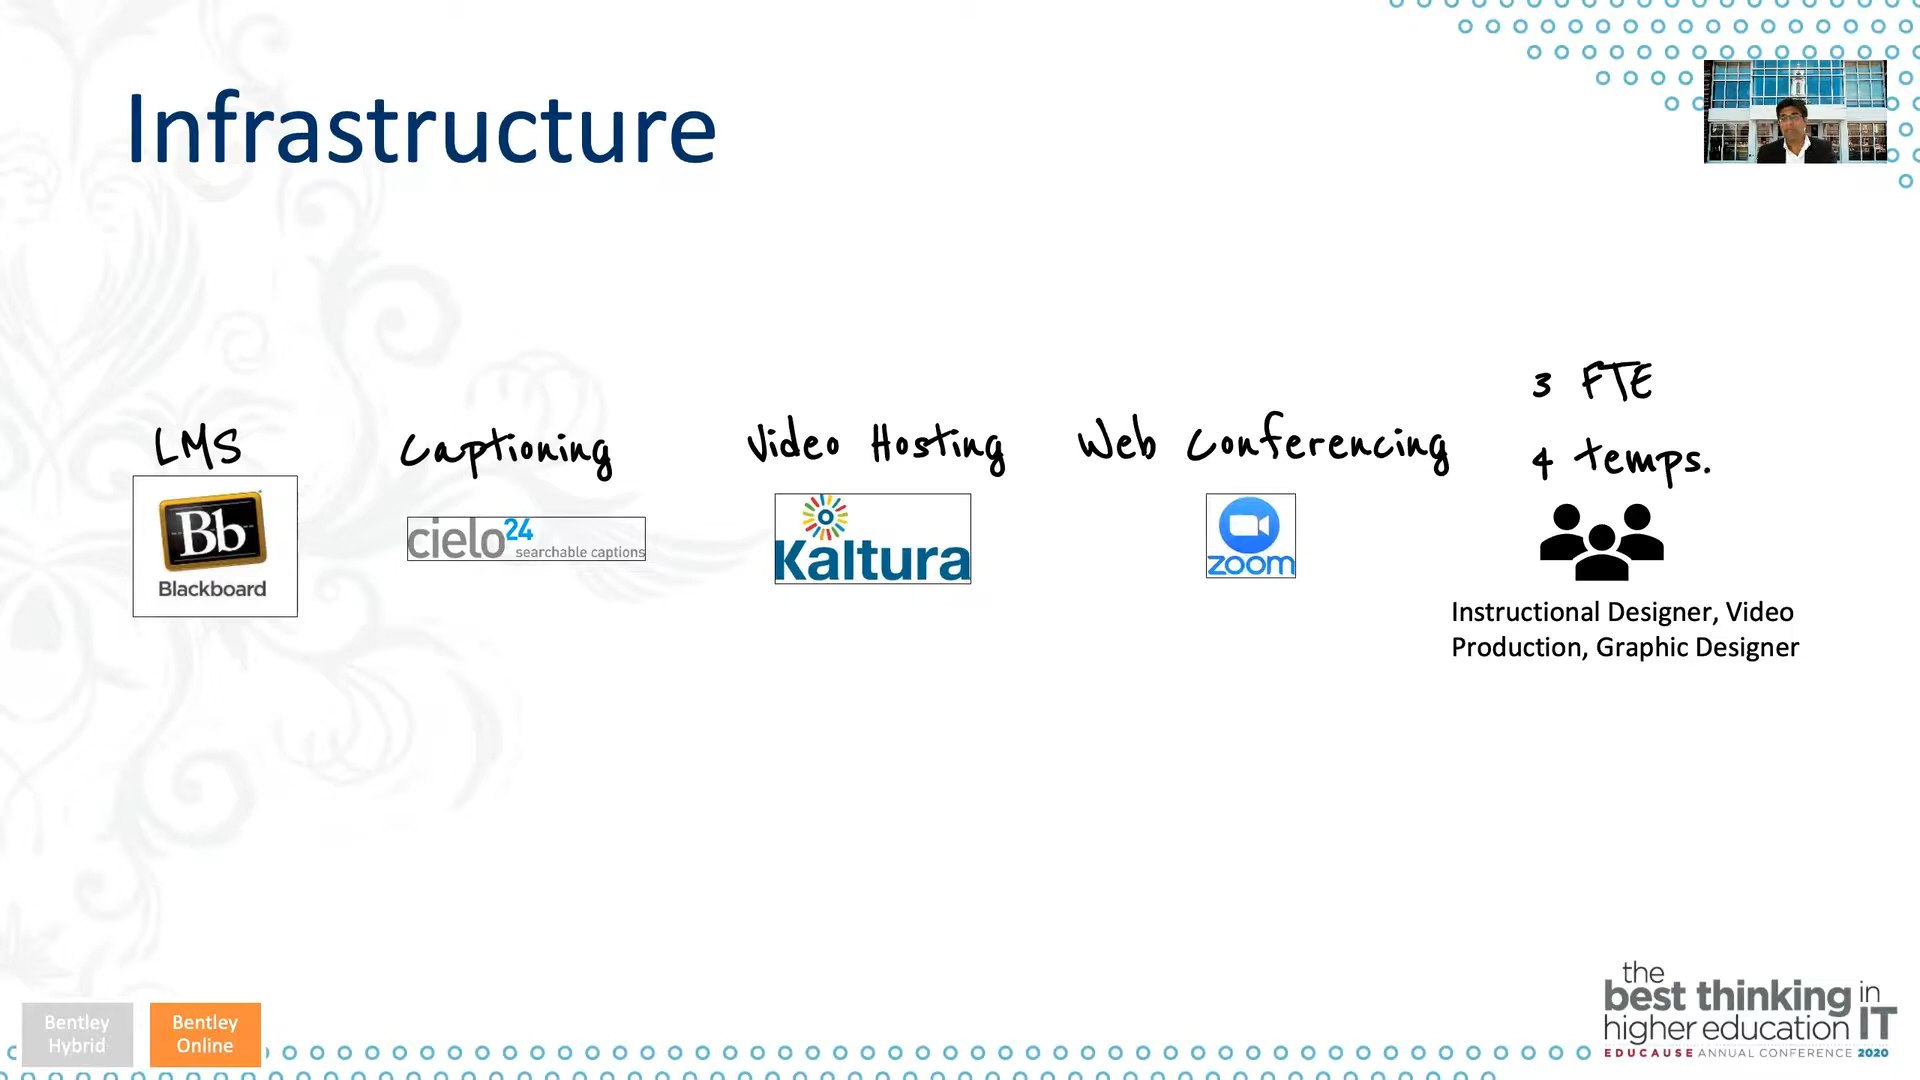 Infrastructure
3 FTE
4 temps.
LMS
Captioning
Video Hosting
Web Conferencing
Bb
Blackboard
cielo24
searchable captions
Kaltura
zoom
Instructional Designer, Video
Production, Graphic Designer
Bentley
Hybrid
Bentley
Online
the
best thinking in
higher education IT
EDUCAUSE ANNUAL CONFERENCE 2020